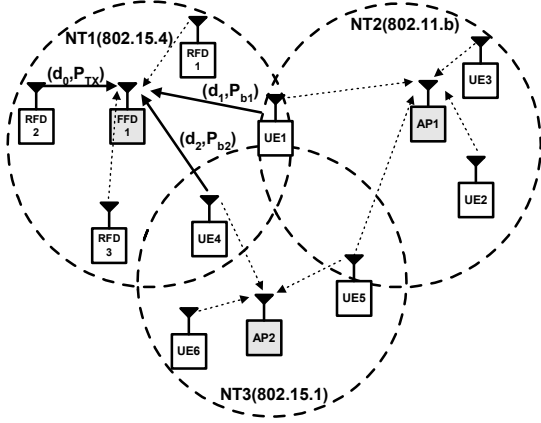 NT1(802.15.4)
NT2(802.11.b)
RFD
1
UE3
(d0,PTX)
(d1,Pb1)
RFD
2
FFD
1
AP1
UE1
(d2,Pb2)
UE2
RFD
3
UE4
UE5
UE6
AP2
NT3(802.15.1)